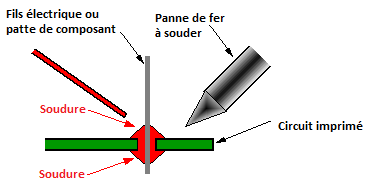 Fils électrique ou
patte de composant
Panne de fer
à souder
Soudure
Circuit imprimé
Soudure